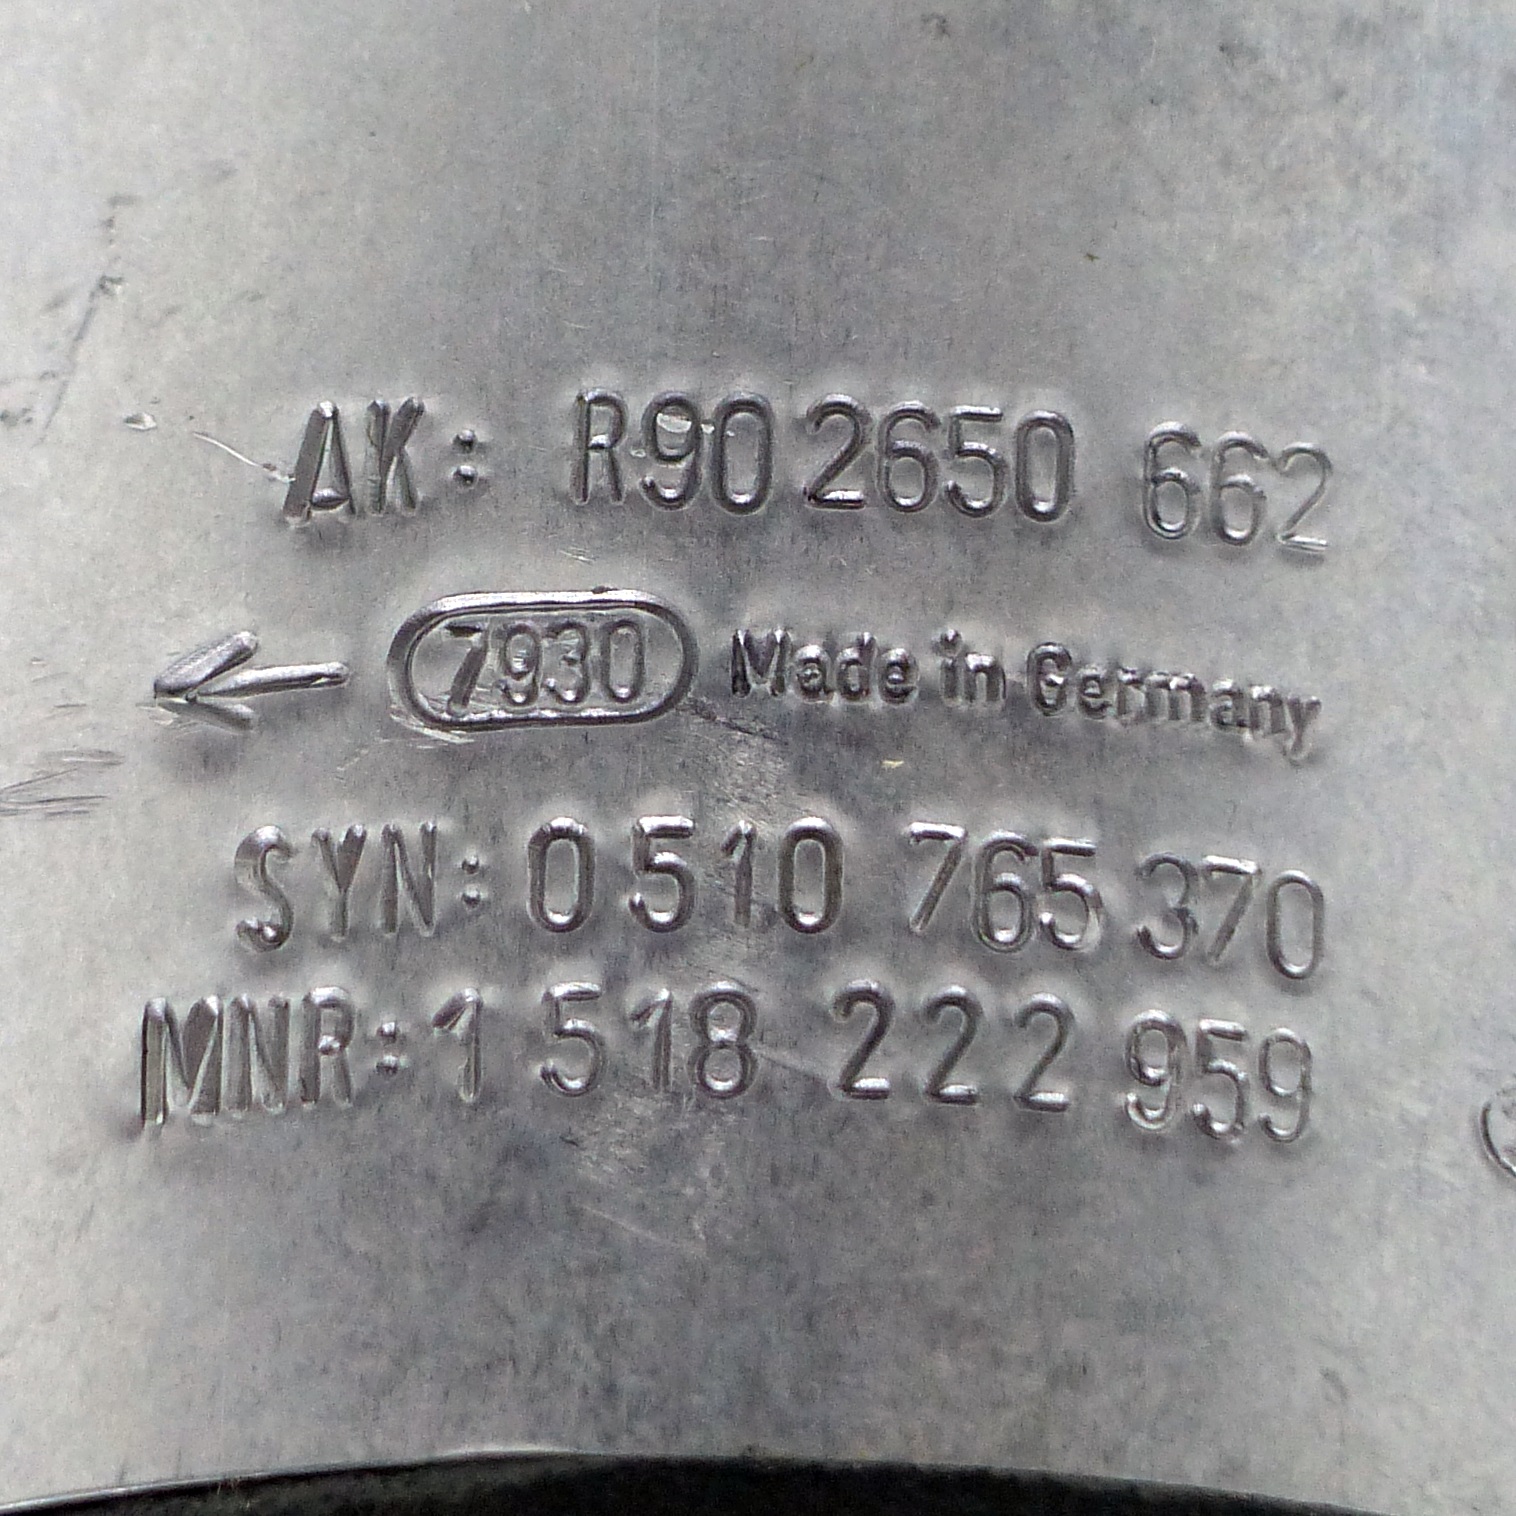 AK: R90 2650 662
← 7930 Made in Germany
SYN: 0 510 765 370
MNR: 1 518 222 959